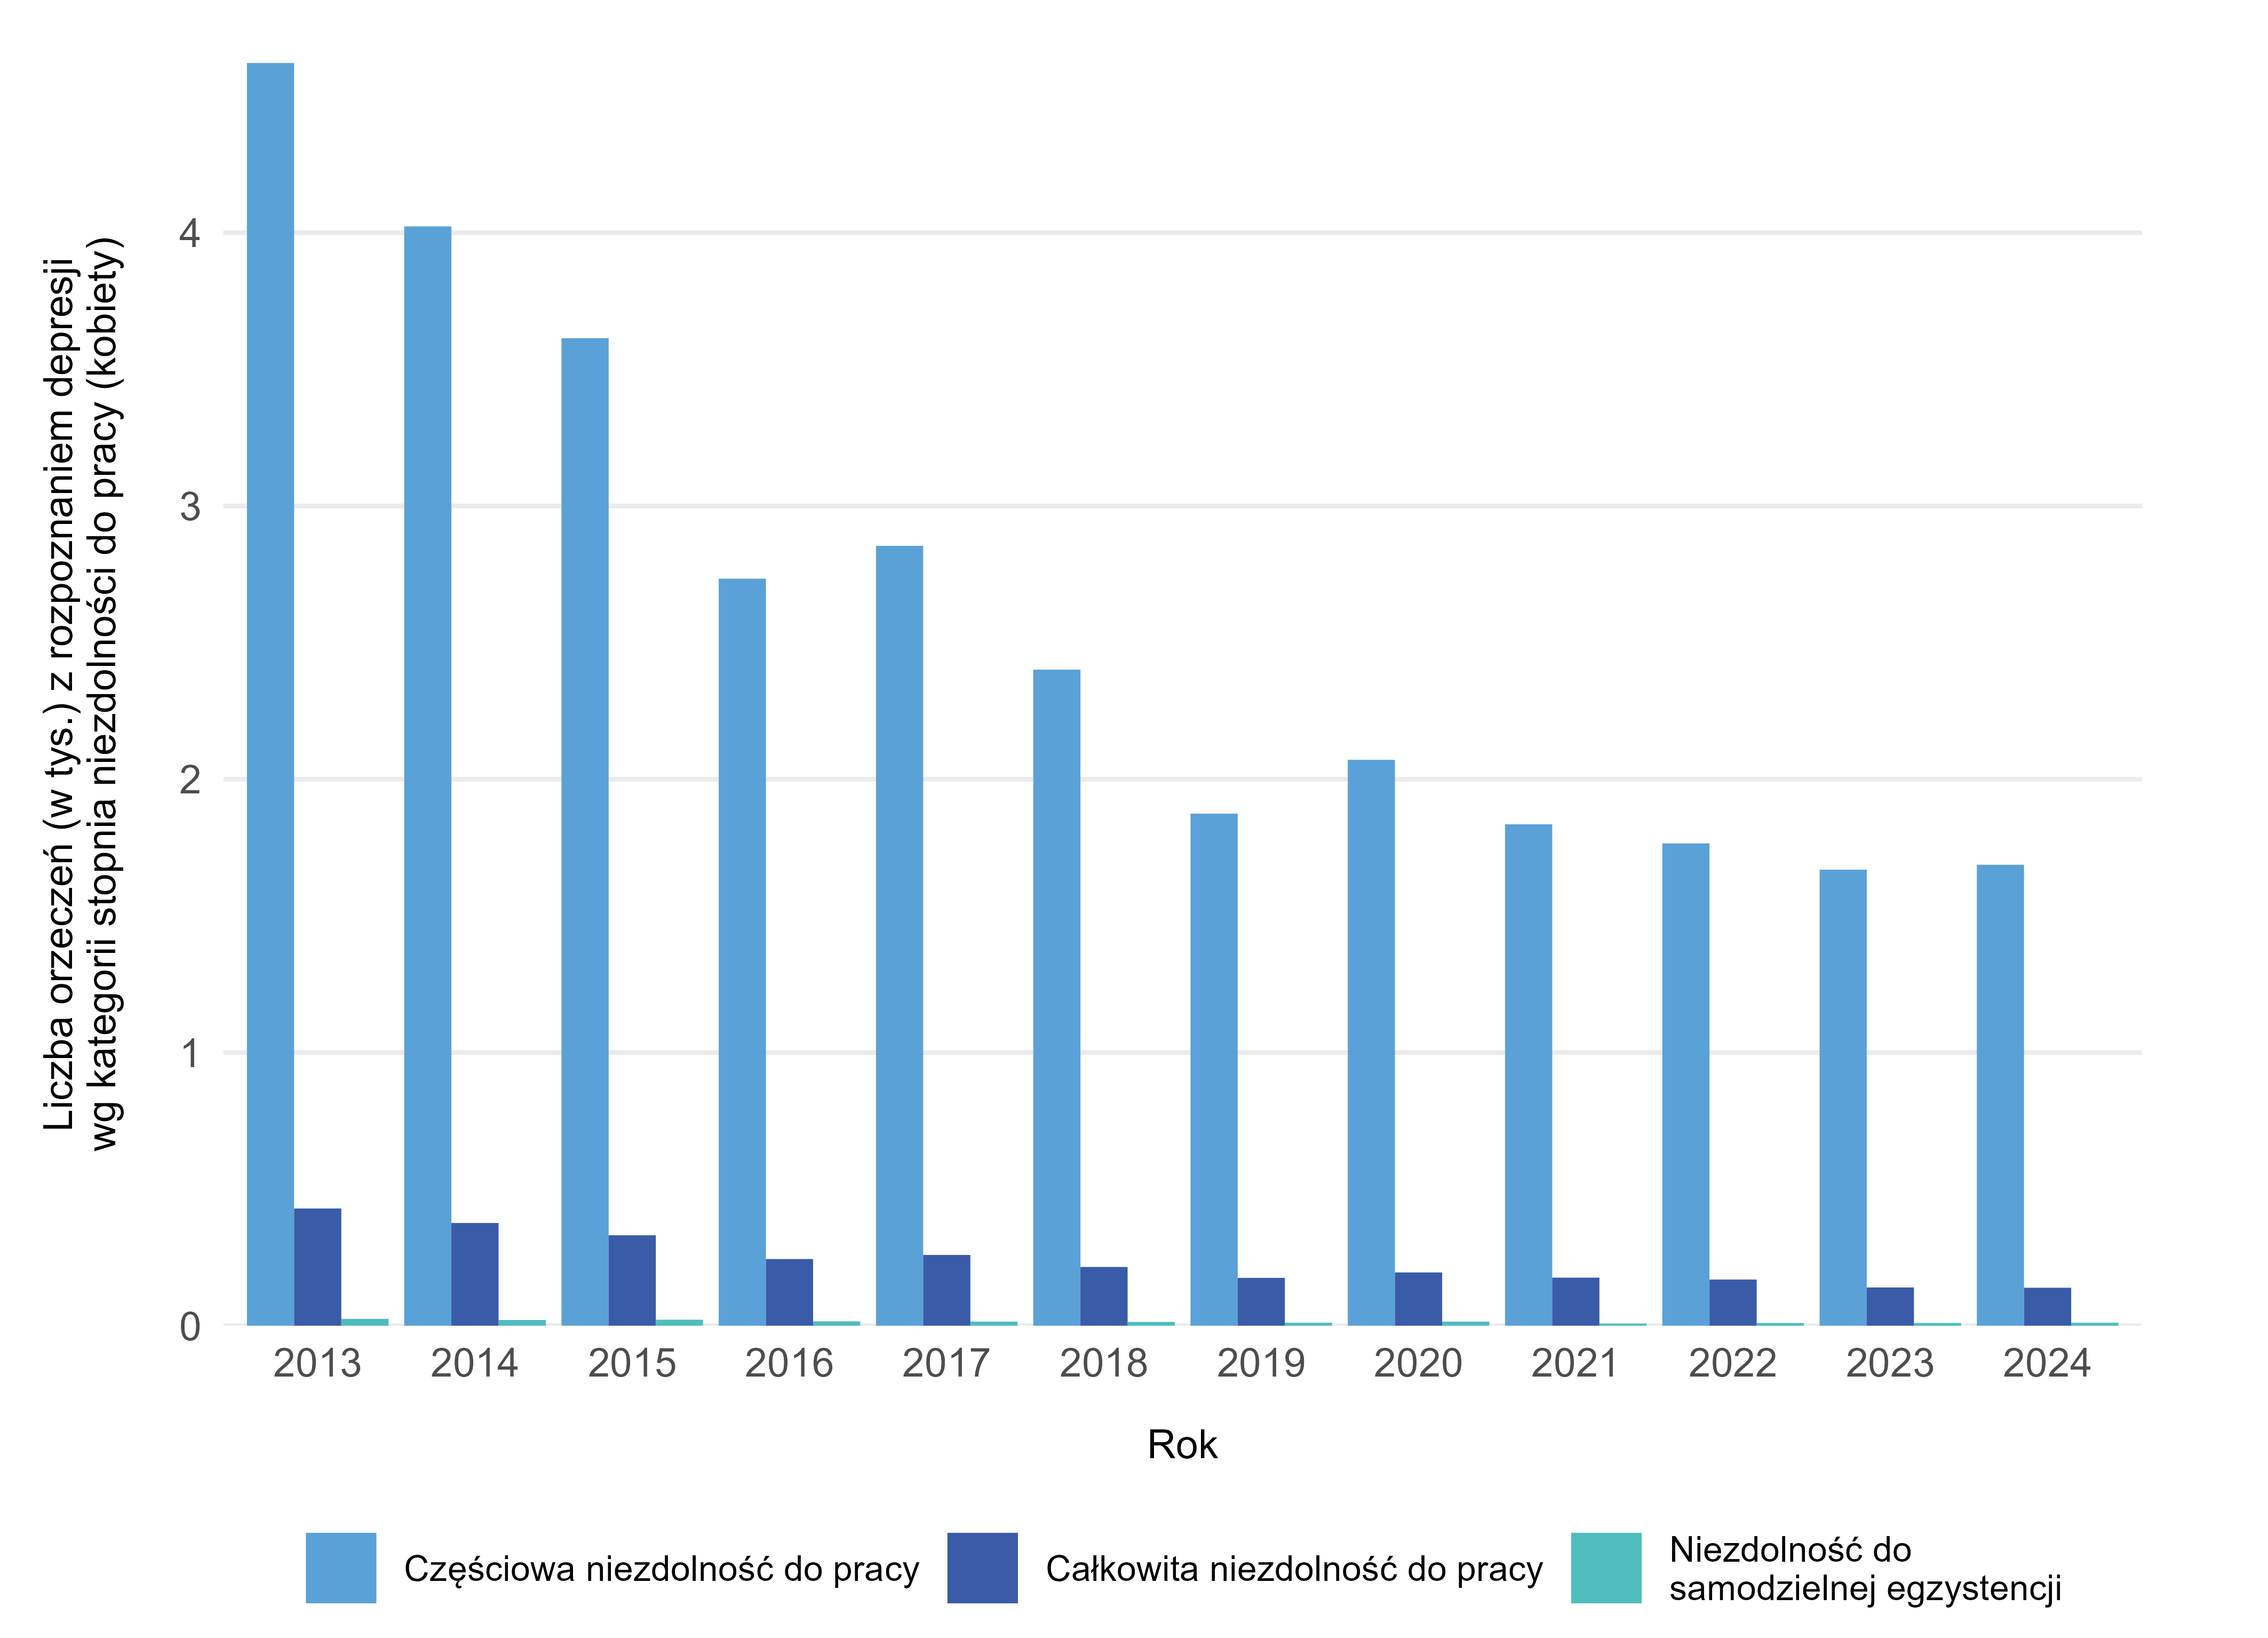 Liczba orzeczeń (w tys.) z rozpoznaniem depresji
wg kategorii stopnia niezdolności do pracy (kobiety)
4
3
2
1
0
2013 2014 2015 2016 2017 2018 2019 2020 2021 2022 2023 2024
Rok
Częściowa niezdolność do pracy
Całkowita niezdolność do pracy
Niezdolność do
samodzielnej egzystencji